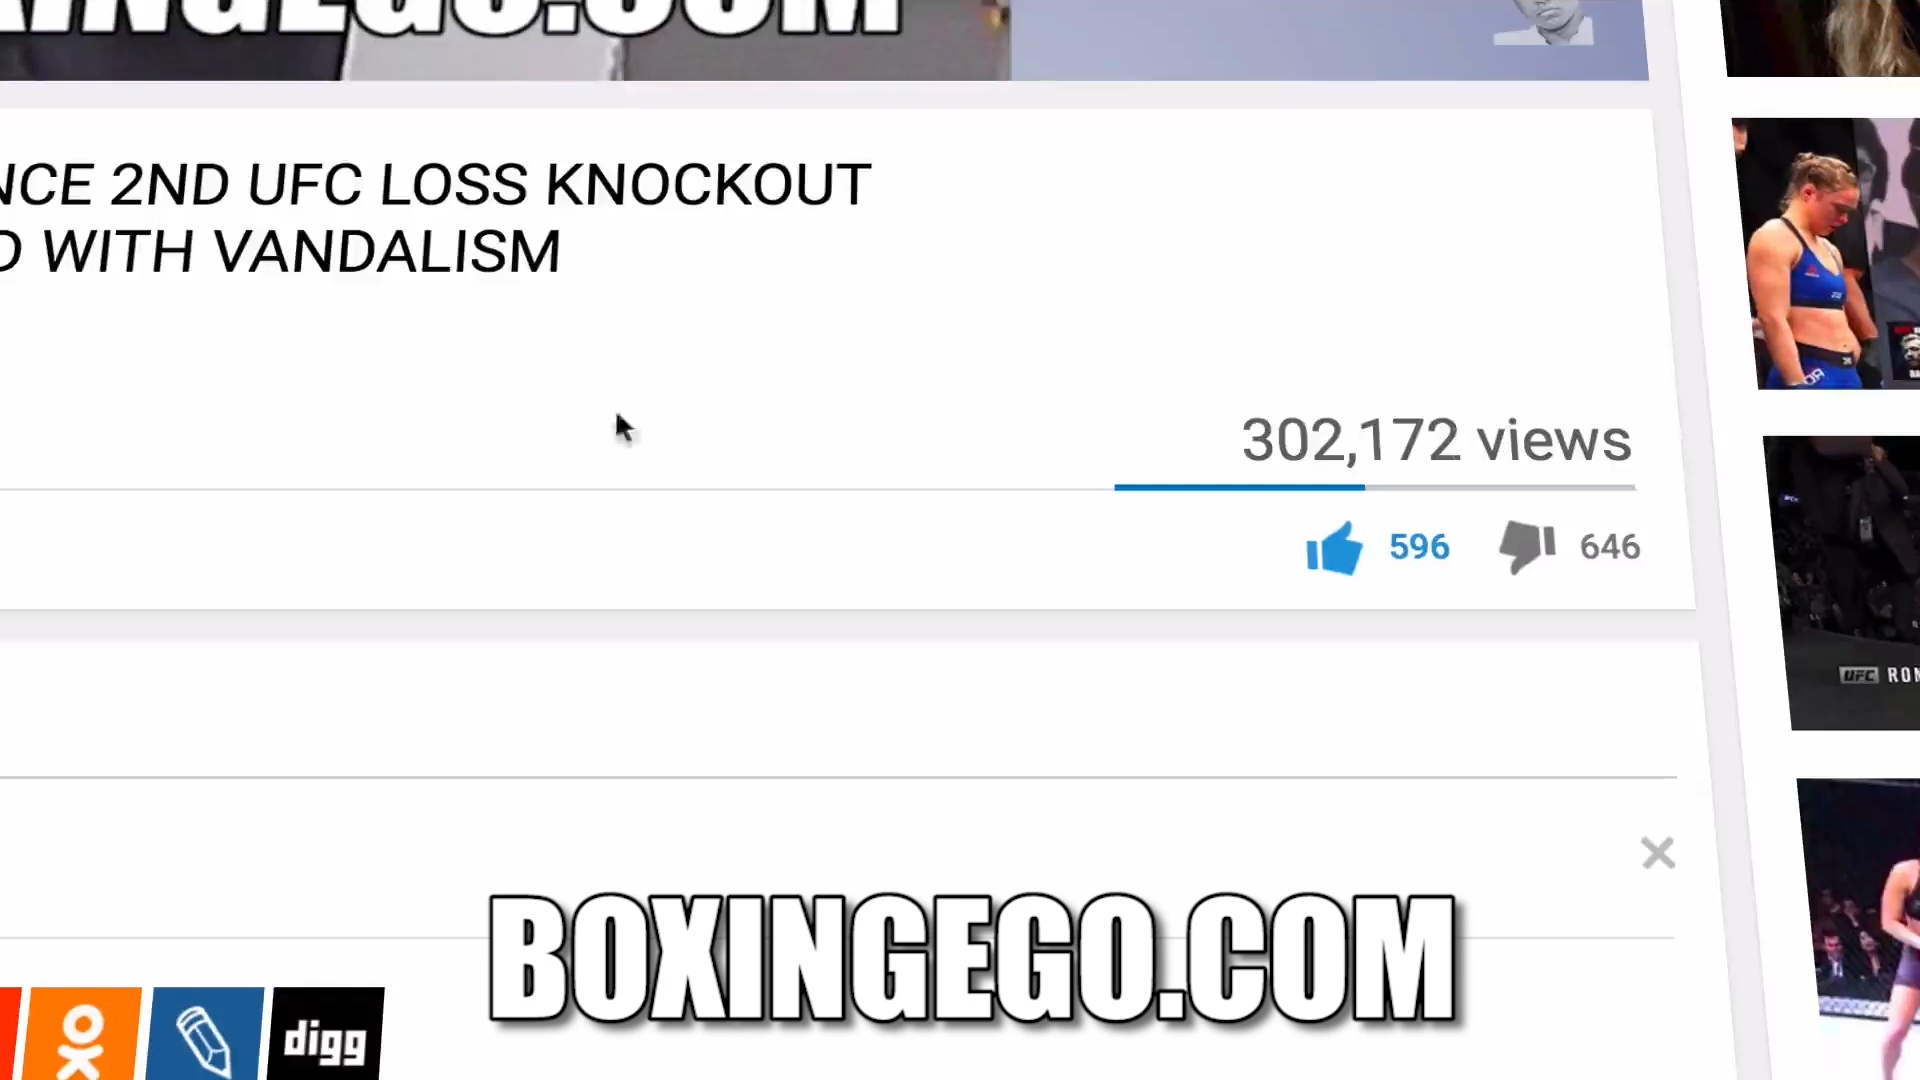 NCE 2ND UFC LOSS KNOCKOUT
WITH VANDALISM
302,172 views
596 646
UFC
BOXINGEGO.COM
digg